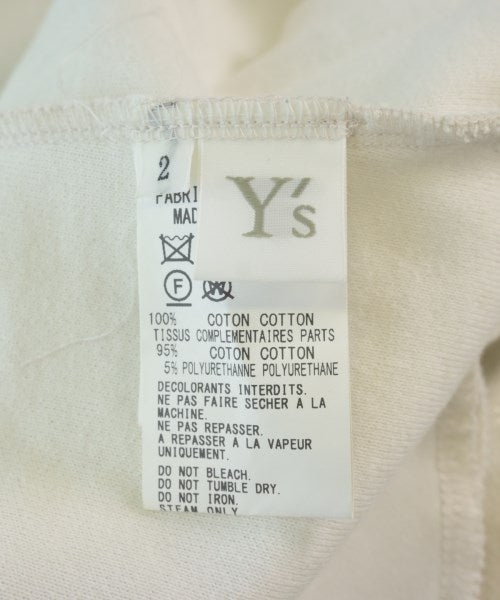 2
Y's
FABRI
MAD
F
W
100% COTON COTTON
TISSUS COMPLEMENTAIRES PARTS
95% COTON COTTON
5% POLYURETHANNE POLYURETHANE
DECOLORANTS INTERDITS.
NE PAS FAIRE SECHER A LA
MACHINE.
NE PAS REPASSER.
A REPASSER A LA VAPEUR
UNIQUEMENT.
DO NOT BLEACH.
DO NOT TUMBLE DRY.
DO NOT IRON.
STEAM ONLY